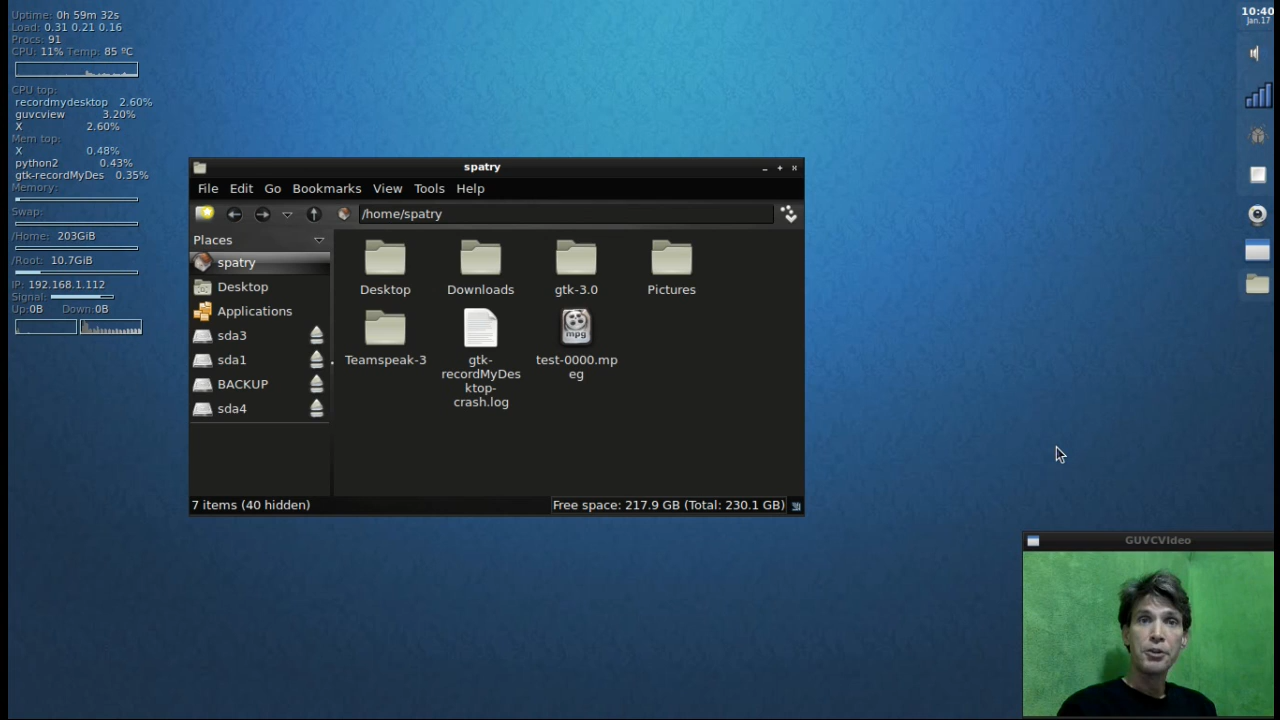 Uptime: 0h 59m 32s
Load: 0.31 0.21 0.16
Procs: 91
CPU: 11% Temp: 85 ºC
CPU top:
recordmydesktop 2.60%
guvcview 3.20%
X 2.60%
Mem top:
X 0.48%
python2 0.43%
gtk-recordMyDes 0.35%
Memory:
Swap:
/Home: 203GiB
/Root: 10.7GiB
IP: 192.168.1.112
Signal:
Up:0B Down:0B
10:40
Jan.17
spatry
File Edit Go Bookmarks View Tools Help
/home/spatry
Places
spatry
Desktop
Applications
sda3
sda1
BACKUP
sda4
Desktop
Downloads
gtk-3.0
Pictures
Teamspeak-3
gtk-
recordMyDes
ktop-
crash.log
mpg
test-0000.mp
eg
7 items (40 hidden)
Free space: 217.9 GB (Total: 230.1 GB)
GUVCVIdeo